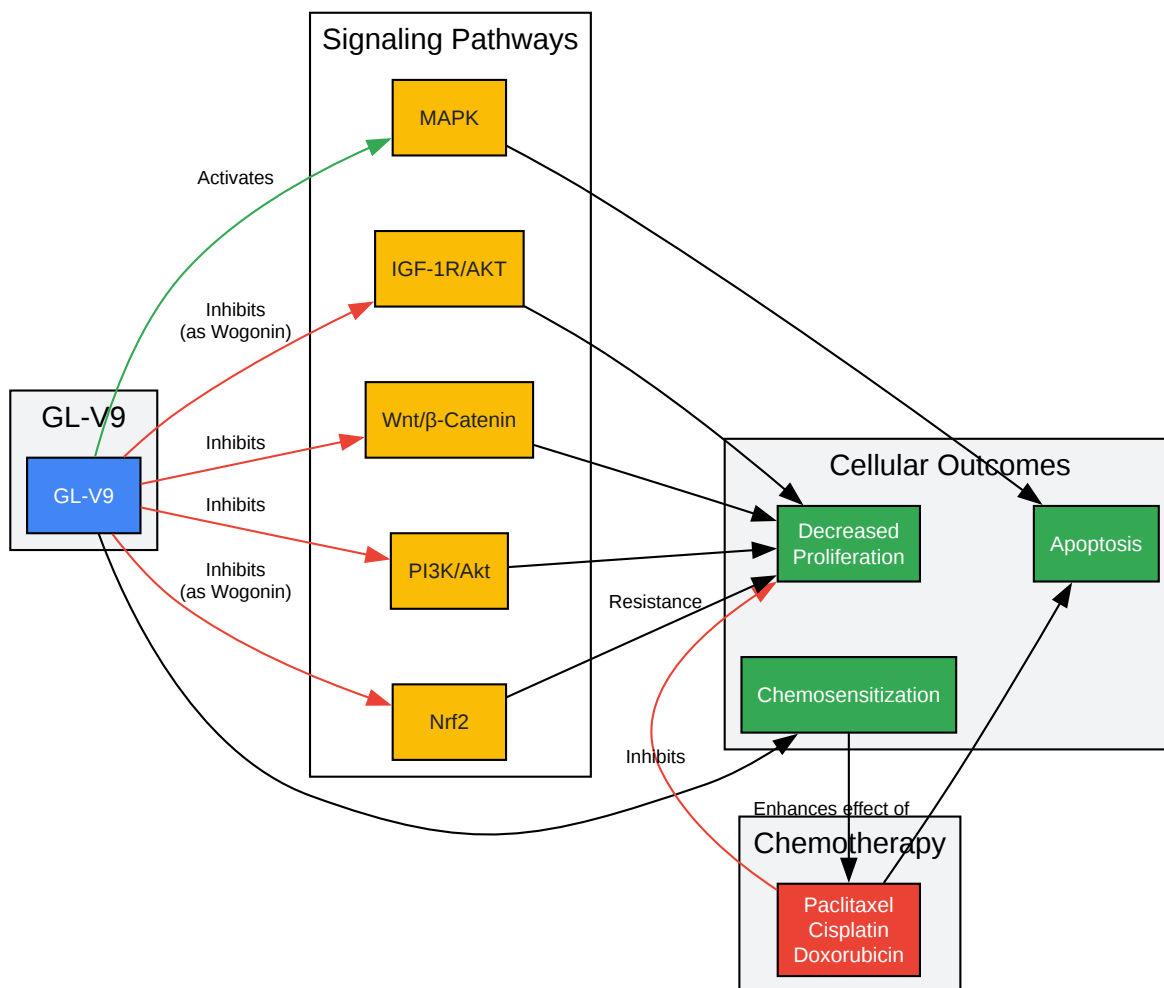 Signaling Pathways
MAPK
Activates
IGF-1R/AKT
Inhibits
(as Wogonin)
GL-V9
Wnt/β-Catenin
Inhibits
GL-V9
Inhibits
PI3K/Akt
Inhibits
(as Wogonin)
Nrf2
Cellular Outcomes
Decreased
Proliferation
Apoptosis
Resistance
Chemosensitization
Inhibits
Enhances effect of
Chemotherapy
Paclitaxel
Cisplatin
Doxorubicin